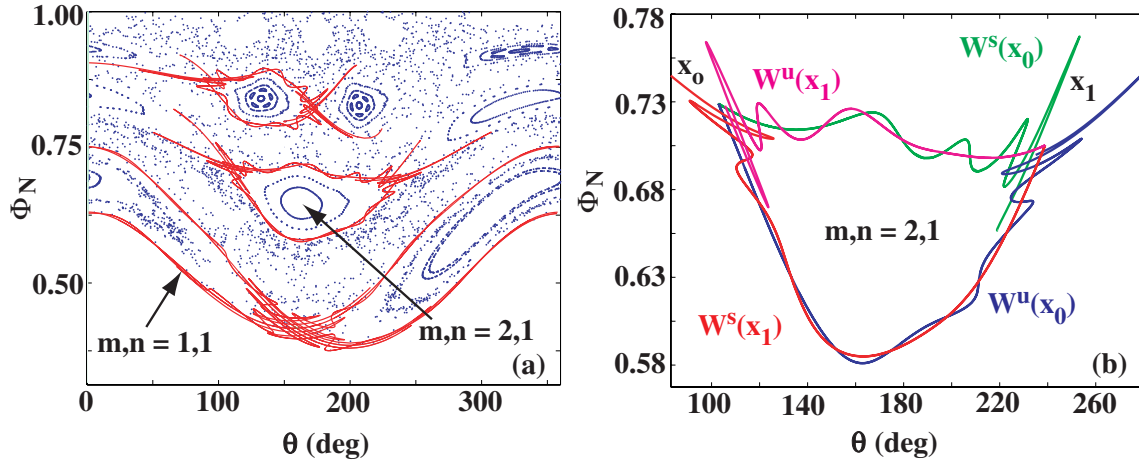 1.00
0.75
0.50
Φ_N
0
100
200
300
θ (deg)
m,n = 1,1
m,n = 2,1
(a)
0.78
0.73
0.68
0.63
0.58
Φ_N
100
140
180
220
260
θ (deg)
x_o
W^u(x_1)
W^s(x_0)
x_1
m,n = 2,1
W^s(x_1)
W^u(x_0)
(b)